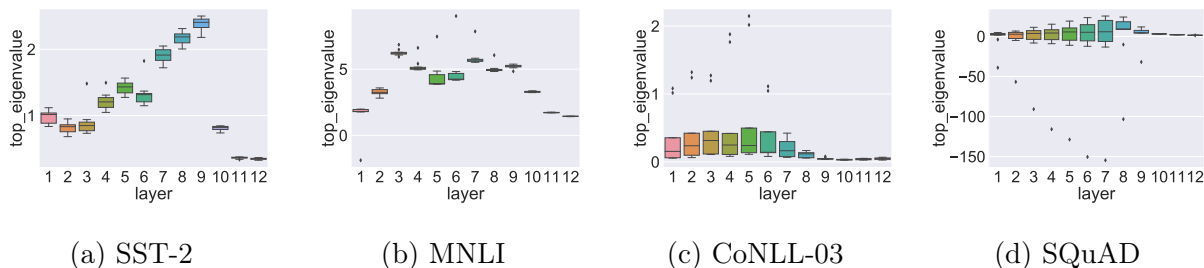 top_eigenvalue
2
1
1 2 3 4 5 6 7 8 9 10 11 12
layer
(a) SST-2
top_eigenvalue
5
0
1 2 3 4 5 6 7 8 9 10 11 12
layer
(b) MNLI
top_eigenvalue
2
1
0
1 2 3 4 5 6 7 8 9 10 11 12
layer
(c) CoNLL-03
top_eigenvalue
0
−50
−100
−150
1 2 3 4 5 6 7 8 9 10 11 12
layer
(d) SQuAD